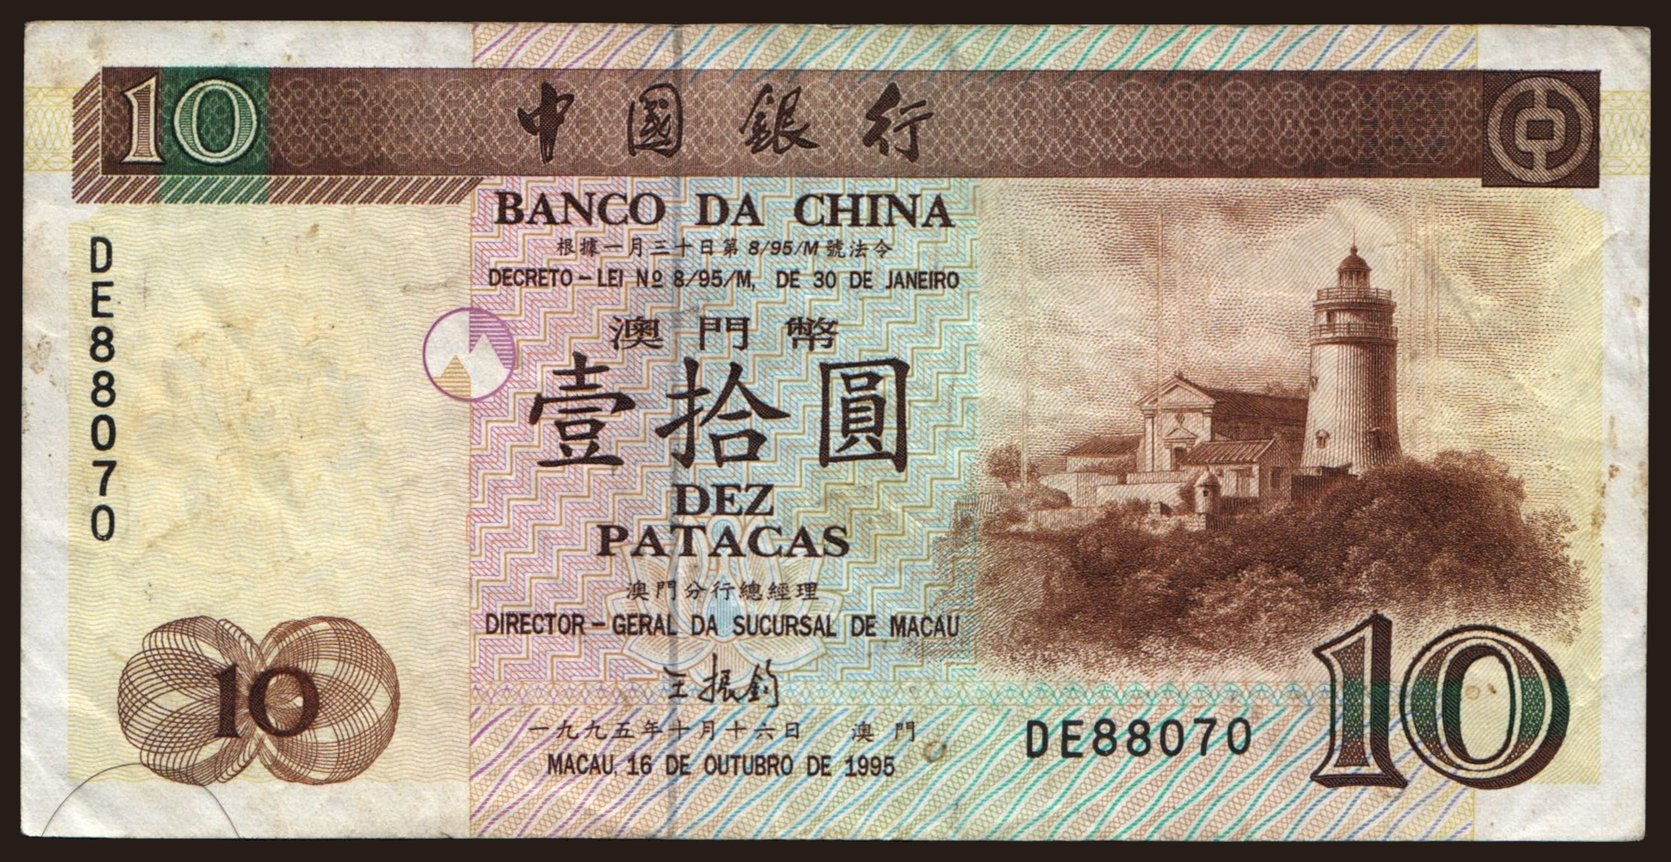 10
中國銀行
BANCO DA CHINA
根據一月三十日第 8/95/M 號法令
DECRETO – LEI Nº 8/95/M, DE 30 DE JANEIRO
DE88070
澳門幣
壹拾圓
DEZ
PATACAS
澳門分行總經理
DIRECTOR – GERAL DA SUCURSAL DE MACAU
王振鈞
10
一九九五年十月十六日 澳門
MACAU, 16 DE OUTUBRO DE 1995
DE88070
10